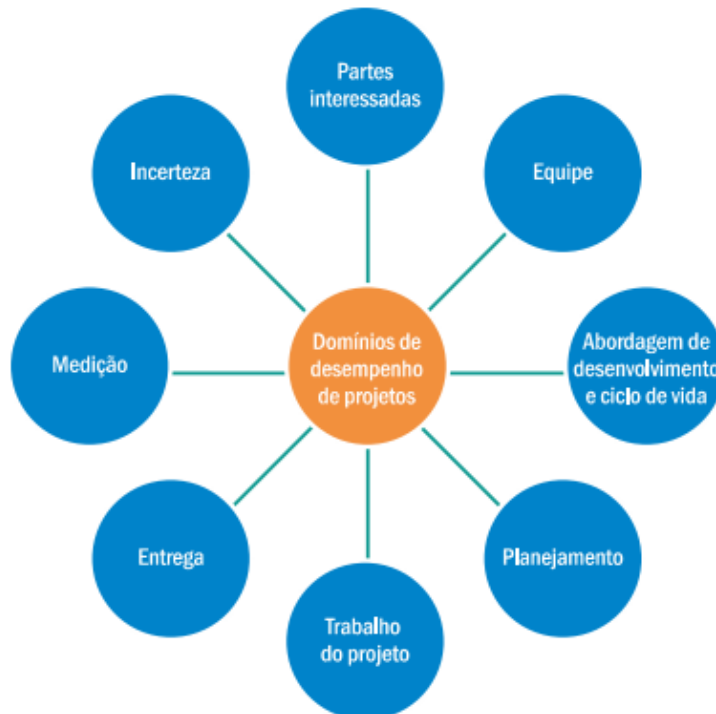 Partes
interessadas
Equipe
Abordagem de
desenvolvimento
e ciclo de vida
Planejamento
Trabalho
do projeto
Entrega
Medição
Incerteza
Domínios de
desempenho
de projetos